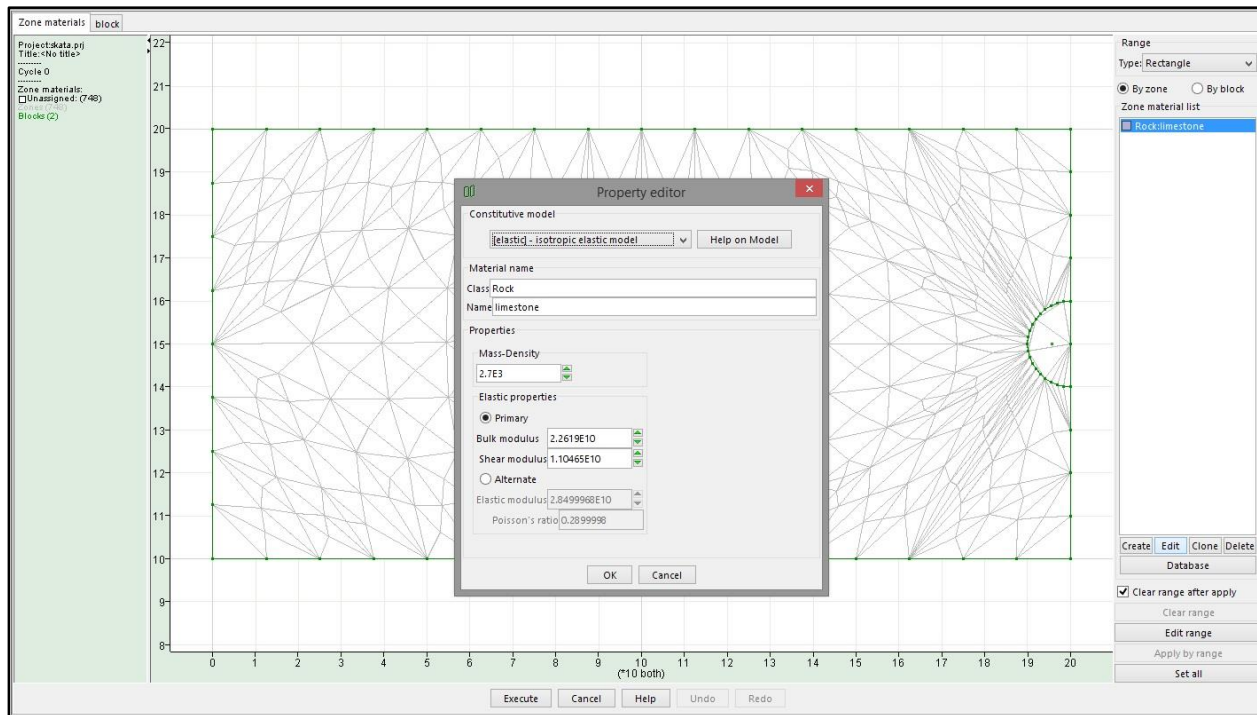 Zone materials block
Project:skata.prj
Title:<No title>
---------
Cycle 0
---------
Zone materials:
Unassigned: (748)
Zones (748)
Blocks (2)
22
21
20
19
18
17
16
15
14
13
12
11
10
9
8
0 1 2 3 4 5 6 7 8 9 10 11 12 13 14 15 16 17 18 19 20
(*10 both)
Property editor
Constitutive model
[elastic] - isotropic elastic model Help on Model
Material name
Class Rock
Name limestone
Properties
Mass-Density
2.7E3
Elastic properties
Primary
Bulk modulus 2.2619E10
Shear modulus 1.10465E10
Alternate
Elastic modulus 2.8499968E10
Poisson's ratio 0.2899998
OK Cancel
Range
Type: Rectangle
By zone By block
Zone material list
Rock:limestone
Create Edit Clone Delete
Database
Clear range after apply
Clear range
Edit range
Apply by range
Set all
Execute Cancel Help Undo Redo